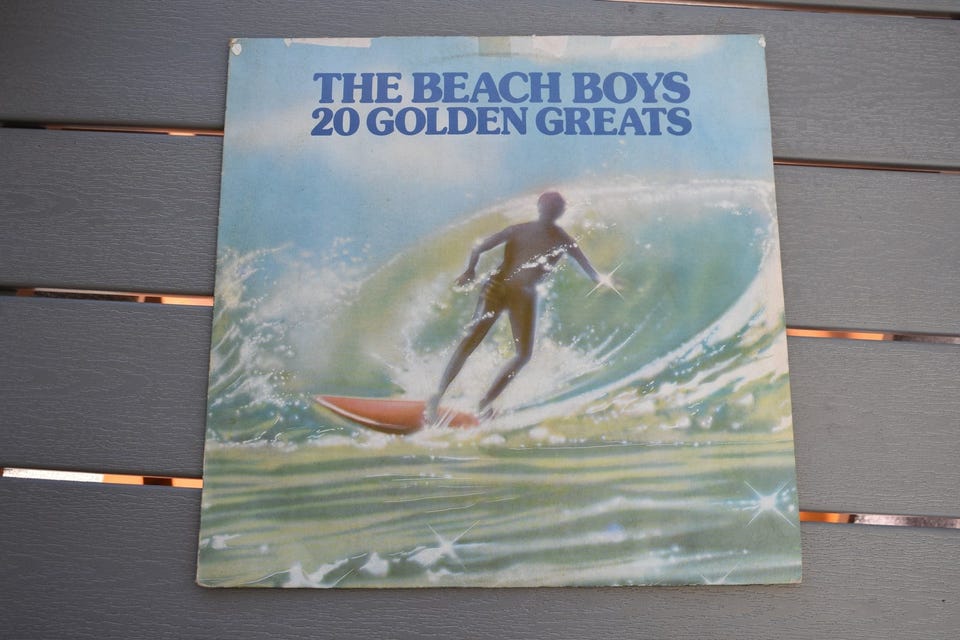 THE BEACH BOYS
20 GOLDEN GREATS